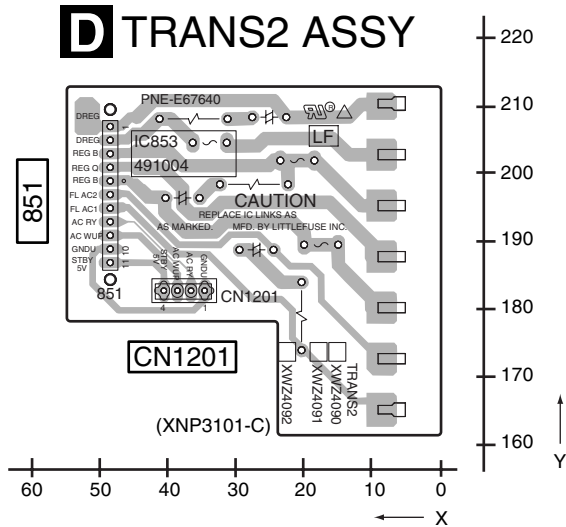 D TRANS2 ASSY
PNE-E67640
DREG
1
DREG
REG B
REG Q
REG B
FL AC2
FL AC1
AC RY
AC WUP
GNDU
STBY
5V
10
11
851
851
IC853
491004
LF
CAUTION
REPLACE IC LINKS AS
AS MARKED. MFD. BY LITTLEFUSE INC.
STBY
5V
AC WUP
AC RY
GNDU
4
1
CN1201
CN1201
XWZ4092
XWZ4091
XWZ4090
TRANS2
(XNP3101-C)
220
210
200
190
180
170
160
Y
60 50 40 30 20 10 0
X